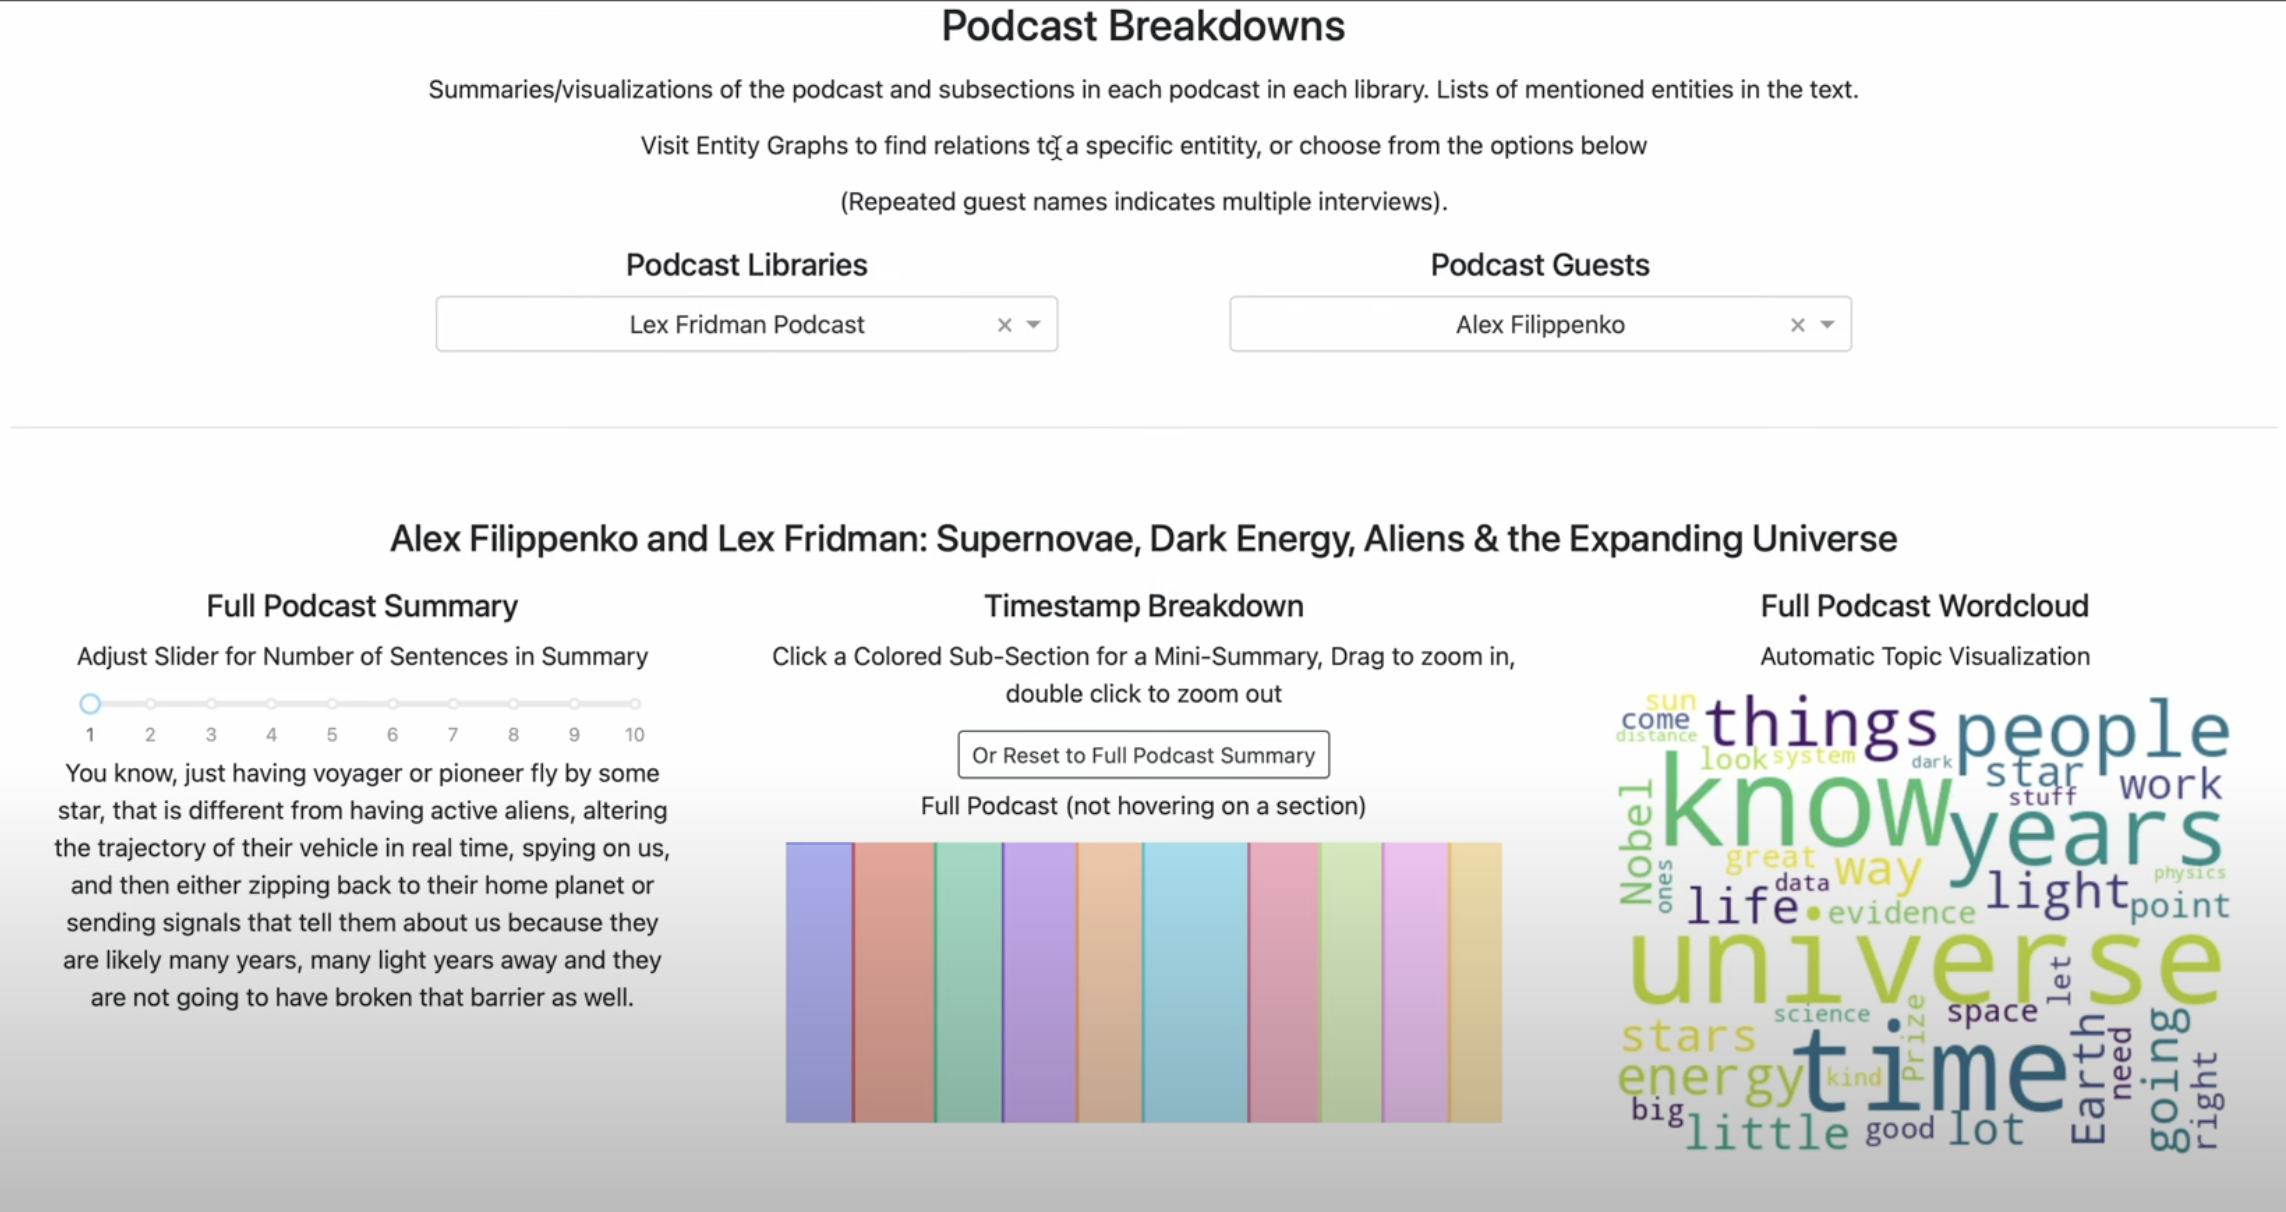 Podcast Breakdowns
Summaries/visualizations of the podcast and subsections in each podcast in each library. Lists of mentioned entities in the text.
Visit Entity Graphs to find relations to a specific entitity, or choose from the options below
(Repeated guest names indicates multiple interviews).
Podcast Libraries
Lex Fridman Podcast
Podcast Guests
Alex Filippenko
Alex Filippenko and Lex Fridman: Supernovae, Dark Energy, Aliens & the Expanding Universe
Full Podcast Summary
Adjust Slider for Number of Sentences in Summary
1 2 3 4 5 6 7 8 9 10
You know, just having voyager or pioneer fly by some
star, that is different from having active aliens, altering
the trajectory of their vehicle in real time, spying on us,
and then either zipping back to their home planet or
sending signals that tell them about us because they
are likely many years, many light years away and they
are not going to have broken that barrier as well.
Timestamp Breakdown
Click a Colored Sub-Section for a Mini-Summary, Drag to zoom in,
double click to zoom out
Or Reset to Full Podcast Summary
Full Podcast (not hovering on a section)
Full Podcast Wordcloud
Automatic Topic Visualization
sun
come
distance
things
people
look
system
dark
star
stuff
work
know
years
Nobel
ones
great
way
data
life
evidence
light
physics
point
universe
let
science
Prize
space
stars
energy
kind
time
Earth
need
going
right
big
little
good
lot